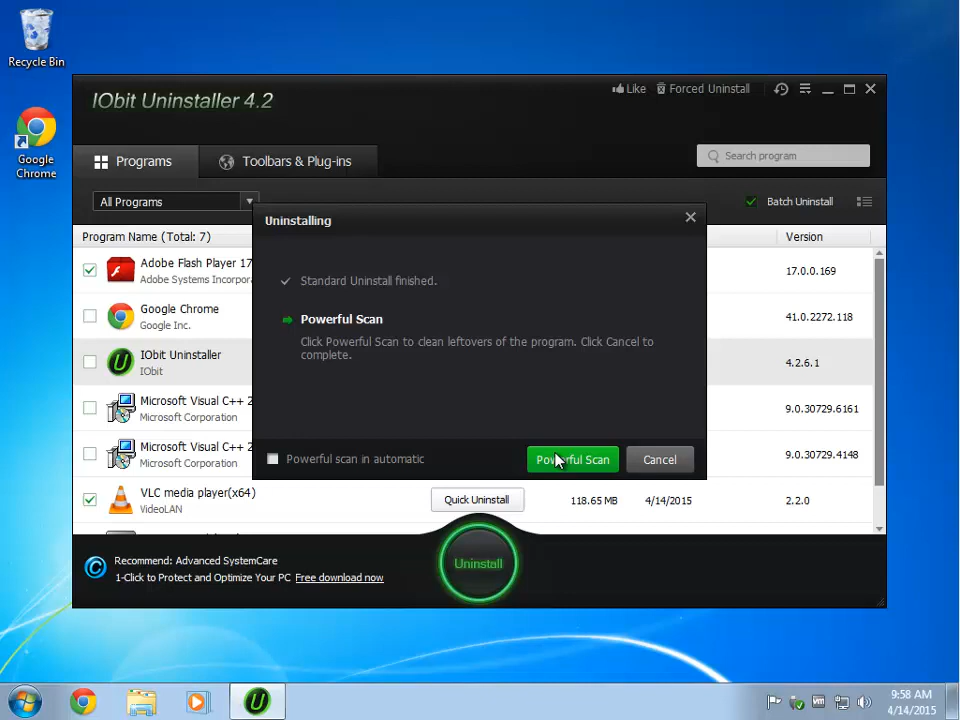 Recycle Bin
Google
Chrome
IObit Uninstaller 4.2
Like
Forced Uninstall
Programs
Toolbars & Plug-ins
Search program
All Programs
Batch Uninstall
Program Name (Total: 7)
Version
Adobe Flash Player 17
Adobe Systems Incorpora
17.0.0.169
Google Chrome
Google Inc.
41.0.2272.118
IObit Uninstaller
IObit
4.2.6.1
Microsoft Visual C++ 2
Microsoft Corporation
9.0.30729.6161
Microsoft Visual C++ 2
Microsoft Corporation
9.0.30729.4148
VLC media player(x64)
VideoLAN
Quick Uninstall
118.65 MB
4/14/2015
2.2.0
Uninstalling
Standard Uninstall finished.
Powerful Scan
Click Powerful Scan to clean leftovers of the program. Click Cancel to
complete.
Powerful scan in automatic
Powerful Scan
Cancel
Recommend: Advanced SystemCare
1-Click to Protect and Optimize Your PC Free download now
Uninstall
9:58 AM
4/14/2015